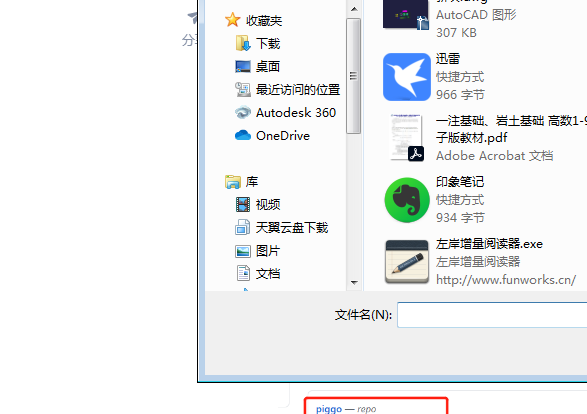 收藏夹
下载
桌面
最近访问的位置
Autodesk 360
OneDrive
库
视频
天翼云盘下载
图片
文档
AutoCAD 图形
307 KB
迅雷
快捷方式
966 字节
一注基础、岩土基础 高数1-9
子版教材.pdf
Adobe Acrobat 文档
印象笔记
快捷方式
934 字节
左岸增量阅读器.exe
左岸增量阅读器
http://www.funworks.cn/
文件名(N):
piggo — repo